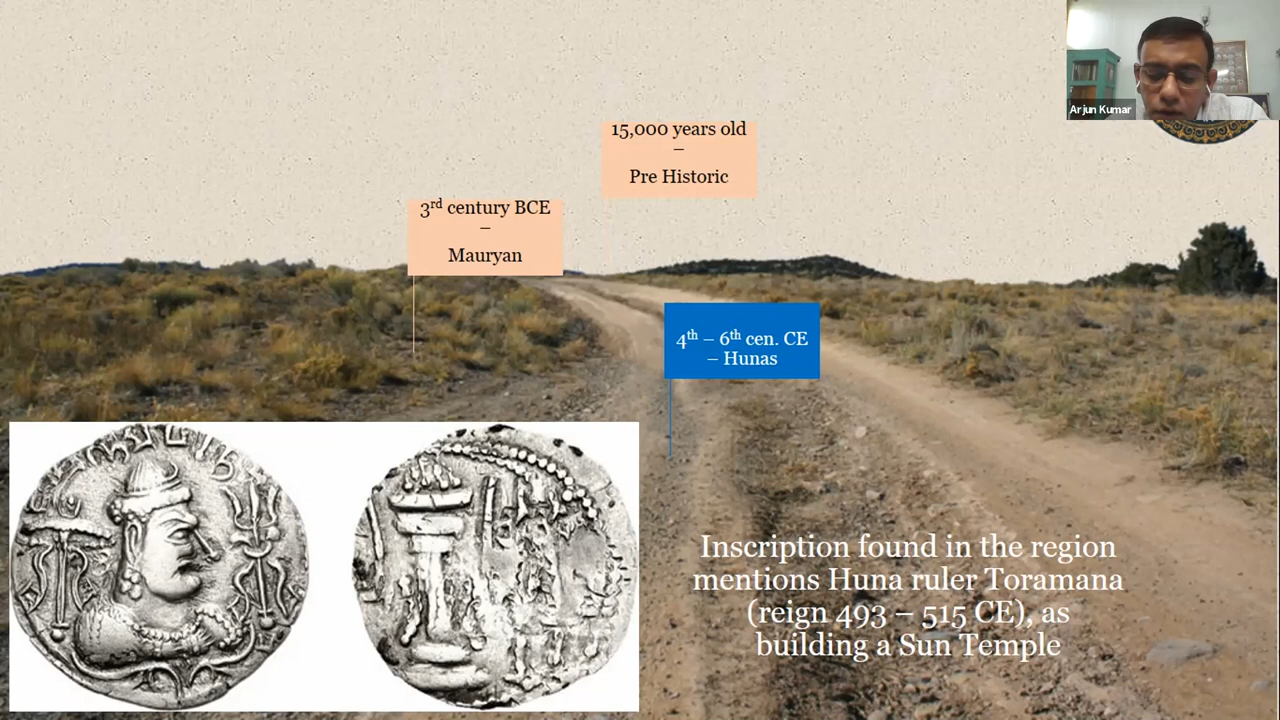 Arjun Kumar
15,000 years old
–
Pre Historic
3rd century BCE
–
Mauryan
4th – 6th cen. CE
– Hunas
Inscription found in the region
mentions Huna ruler Toramana
(reign 493 – 515 CE), as
building a Sun Temple